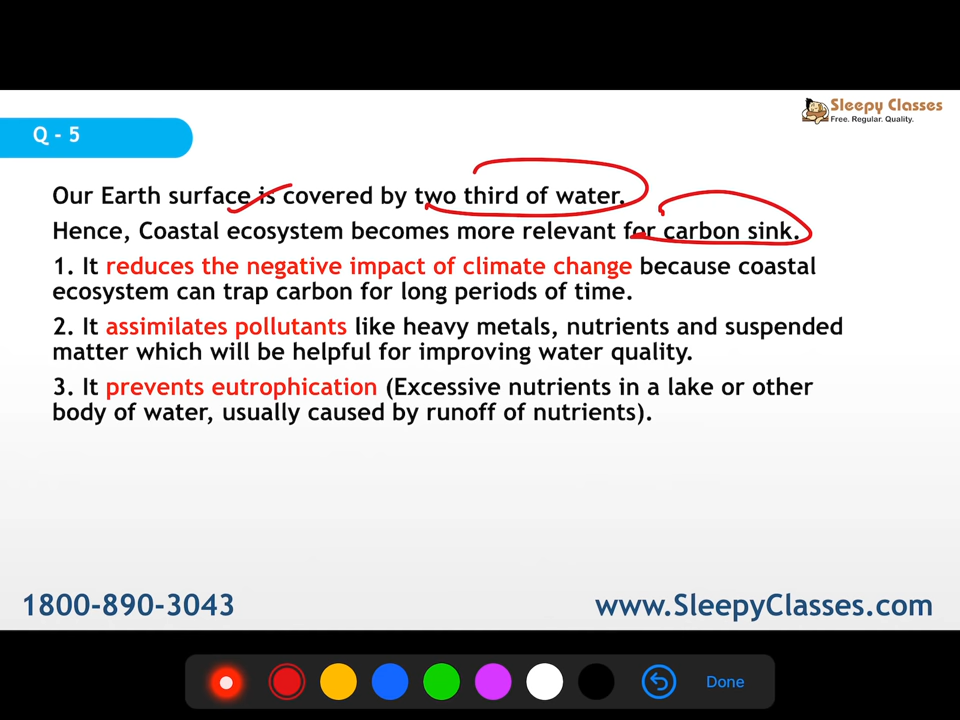 Sleepy Classes
Free. Regular. Quality.
Q - 5
Our Earth surface is covered by two third of water.
Hence, Coastal ecosystem becomes more relevant for carbon sink.
1. It reduces the negative impact of climate change because coastal
ecosystem can trap carbon for long periods of time.
2. It assimilates pollutants like heavy metals, nutrients and suspended
matter which will be helpful for improving water quality.
3. It prevents eutrophication (Excessive nutrients in a lake or other
body of water, usually caused by runoff of nutrients).
1800-890-3043
www.SleepyClasses.com
Done